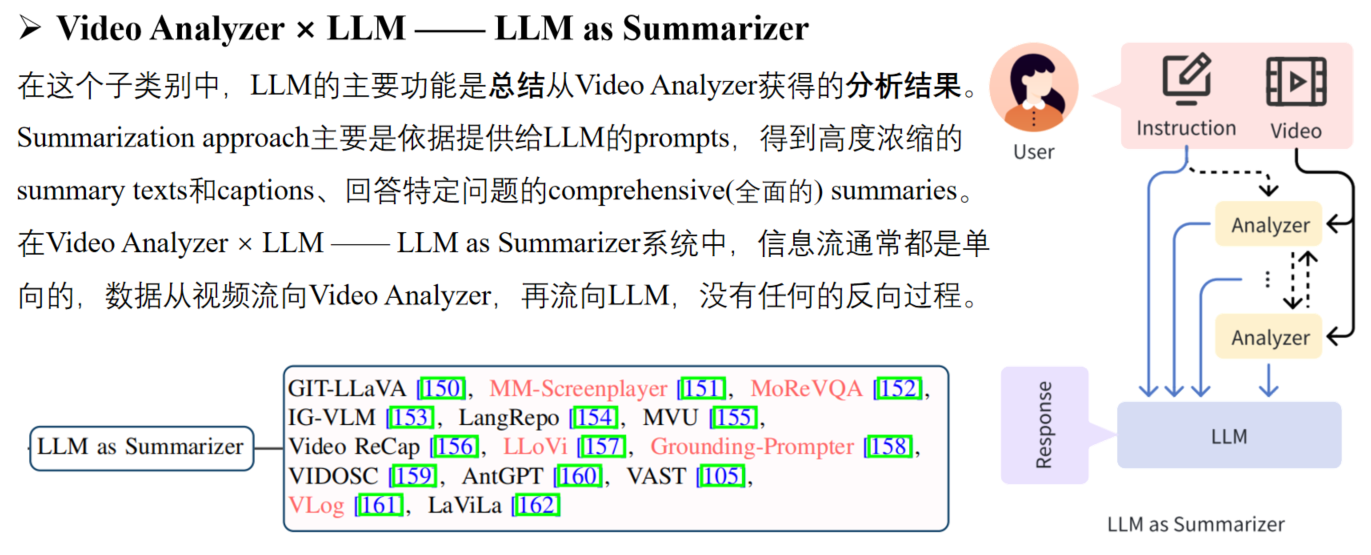 ➢ Video Analyzer × LLM —— LLM as Summarizer
在这个子类别中，LLM的主要功能是总结从Video Analyzer获得的分析结果。
Summarization approach主要是依据提供给LLM的prompts，得到高度浓缩的
summary texts和captions、回答特定问题的comprehensive(全面的) summaries。
在Video Analyzer × LLM —— LLM as Summarizer系统中，信息流通常都是单
向的，数据从视频流向Video Analyzer，再流向LLM，没有任何的反向过程。
LLM as Summarizer
GIT-LLaVA [150], MM-Screenplayer [151], MoReVQA [152],
IG-VLM [153], LangRepo [154], MVU [155],
Video ReCap [156], LLoVi [157], Grounding-Prompter [158],
VIDOSC [159], AntGPT [160], VAST [105],
VLog [161], LaViLa [162]
User
Instruction
Video
Analyzer
⋮
Analyzer
Response
LLM
LLM as Summarizer